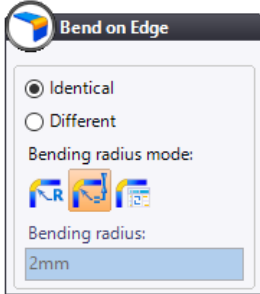 Bend on Edge
Identical
Different
Bending radius mode:
R
Bending radius:
2mm